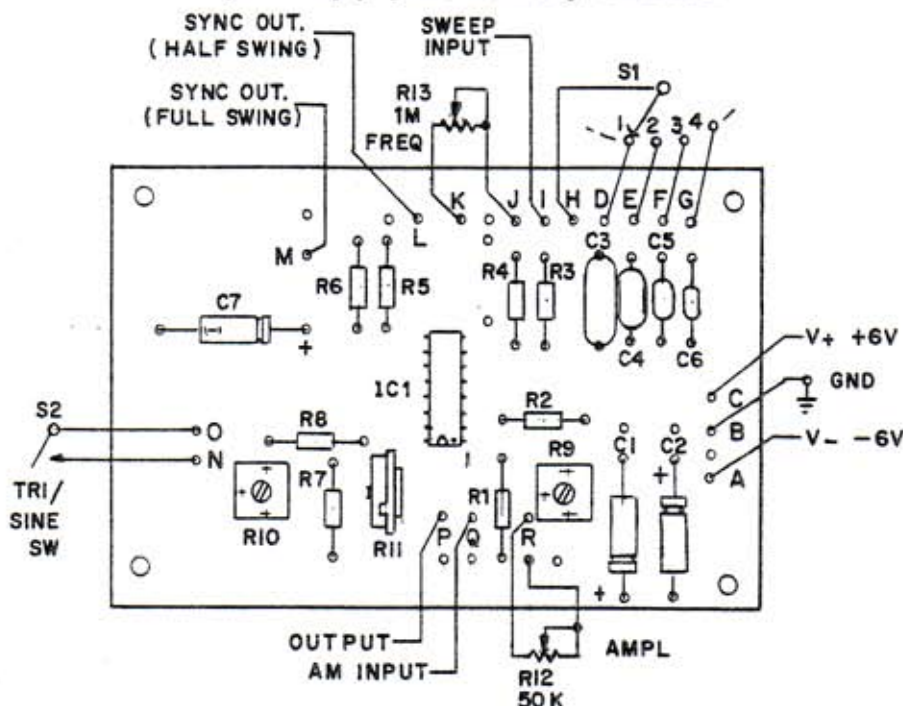 SYNC OUT.
(HALF SWING)
SWEEP
INPUT
S1
SYNC OUT.
(FULL SWING)
R13
1M
FREQ
1 2 3 4
K J I H D E F G
L
M
C3 C5
R6 R5 R4 R3
C7
+
C4 C6
V+ +6V
IC1
C GND
S2
R2
O
R8
B
V- -6V
N
R9
C1 C2
+
A
TRI/
SINE
SW
R7
R1
1
R10
R11
P Q R
+
OUTPUT
AM INPUT
AMPL
R12
50K